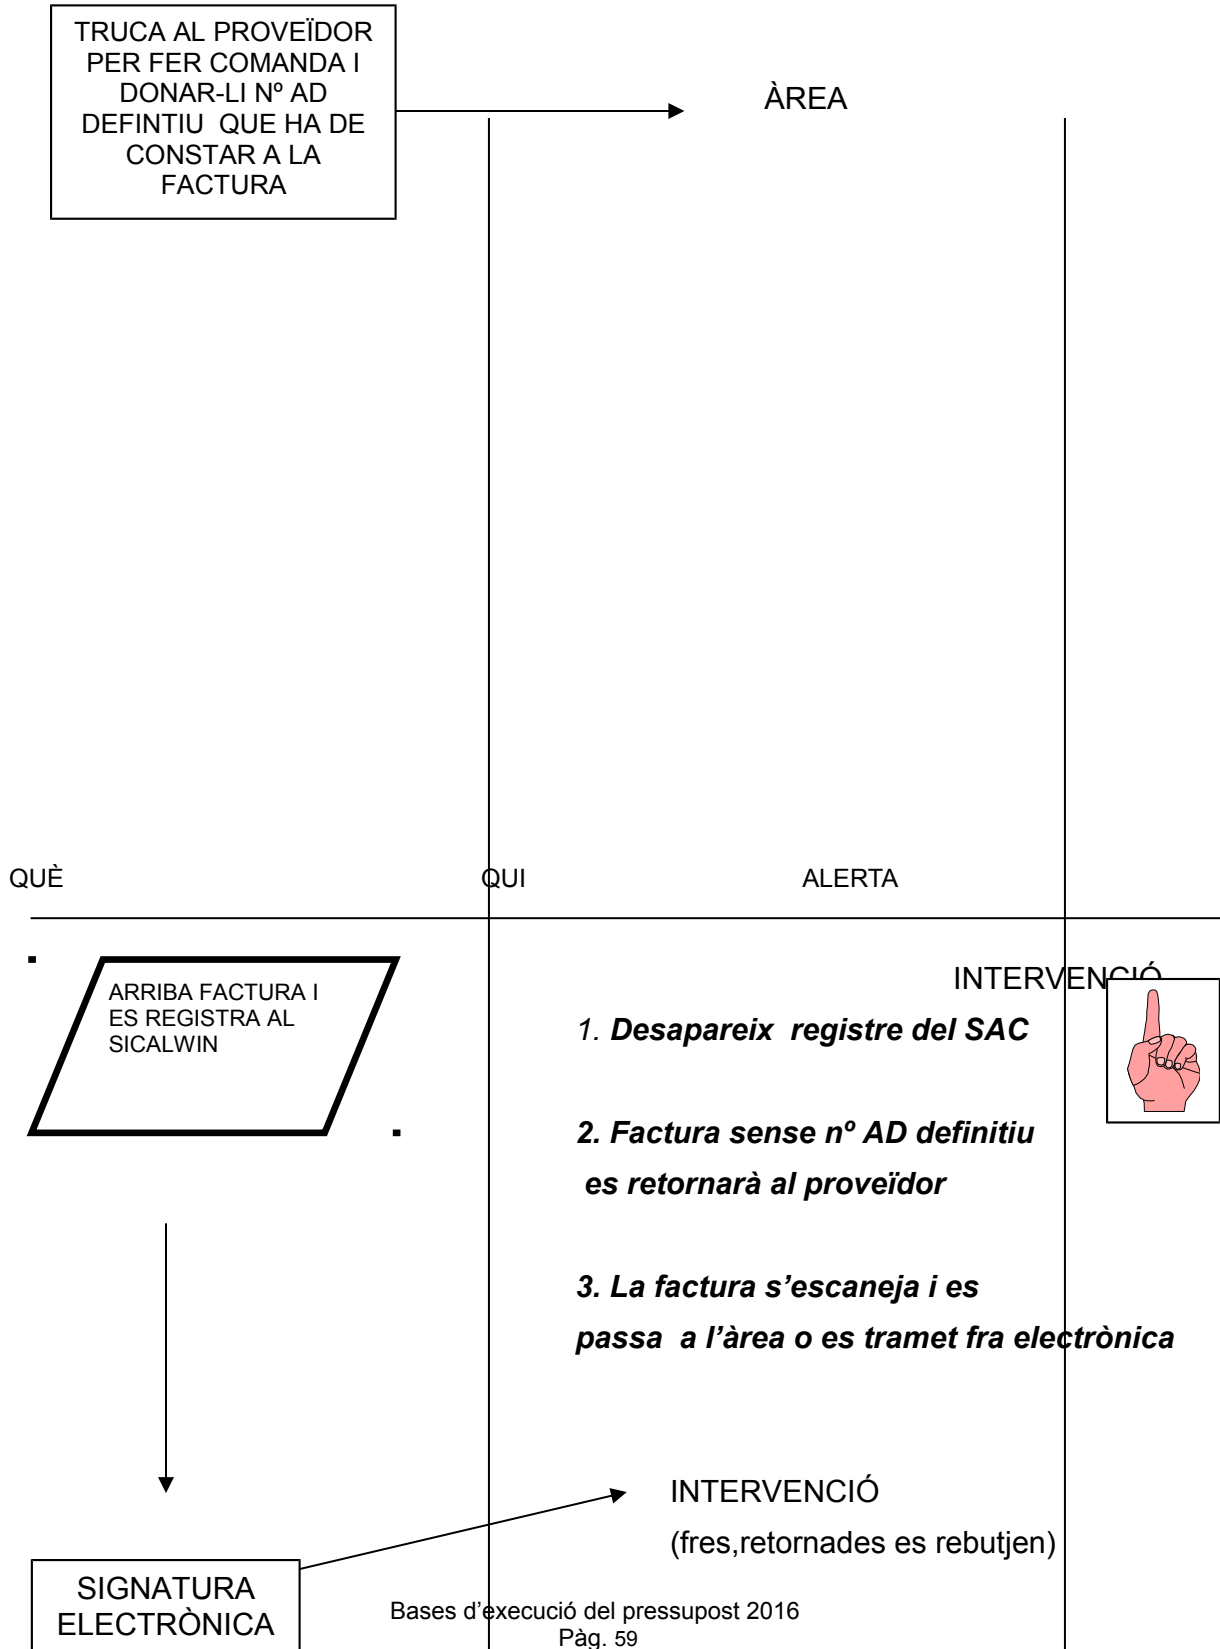 TRUCA AL PROVEÏDOR
PER FER COMANDA I
DONAR-LI Nº AD
DEFINTIU QUE HA DE
CONSTAR A LA
FACTURA
ÀREA
QUÈ QUI ALERTA
ARRIBA FACTURA I
ES REGISTRA AL
SICALWIN
INTERVENCIÓ
1. Desapareix registre del SAC
2. Factura sense nº AD definitiu
es retornarà al proveïdor
3. La factura s’escaneja i es
passa a l’àrea o es tramet fra electrònica
INTERVENCIÓ
(fres,retornades es rebutjen)
SIGNATURA
ELECTRÒNICA
Bases d’execució del pressupost 2016
Pàg. 59